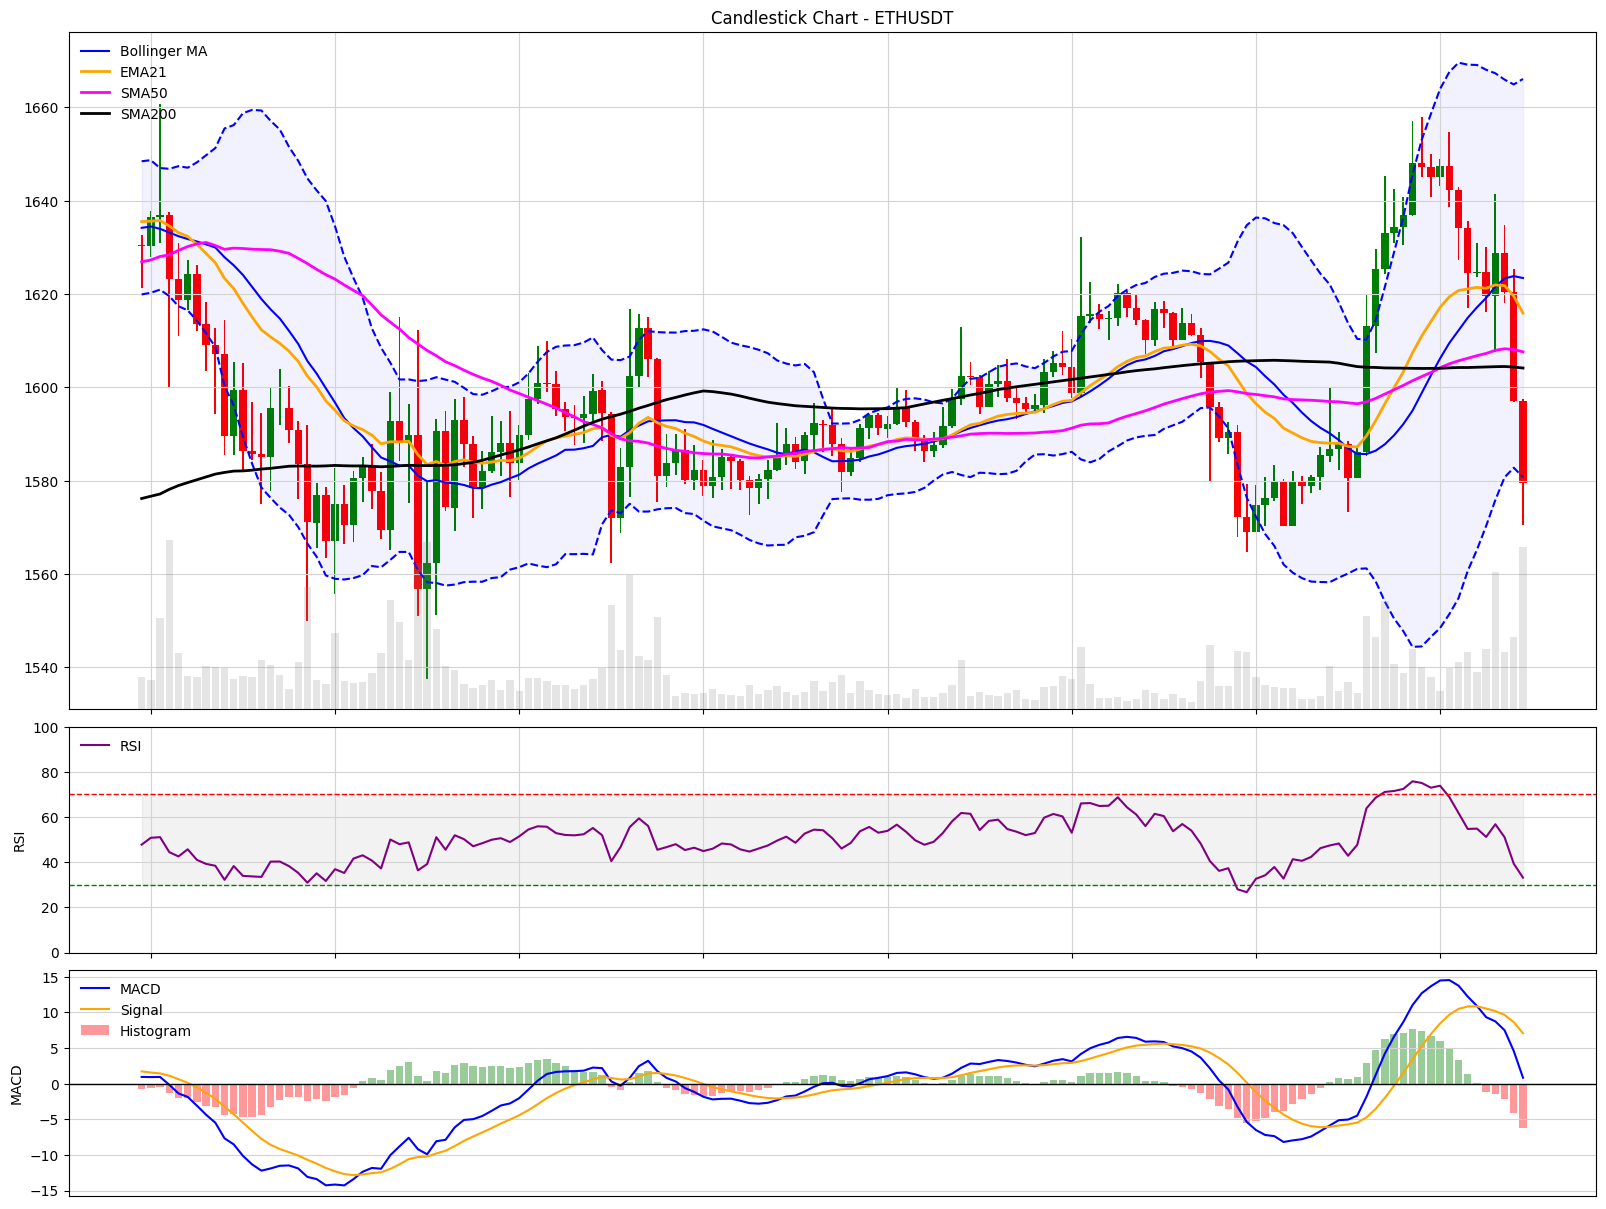 Candlestick Chart - ETHUSDT
Bollinger MA
EMA21
SMA50
SMA200
1660
1640
1620
1600
1580
1560
1540
RSI
100
80
60
40
20
0
RSI
MACD
Signal
Histogram
15
10
5
0
−5
−10
−15
MACD